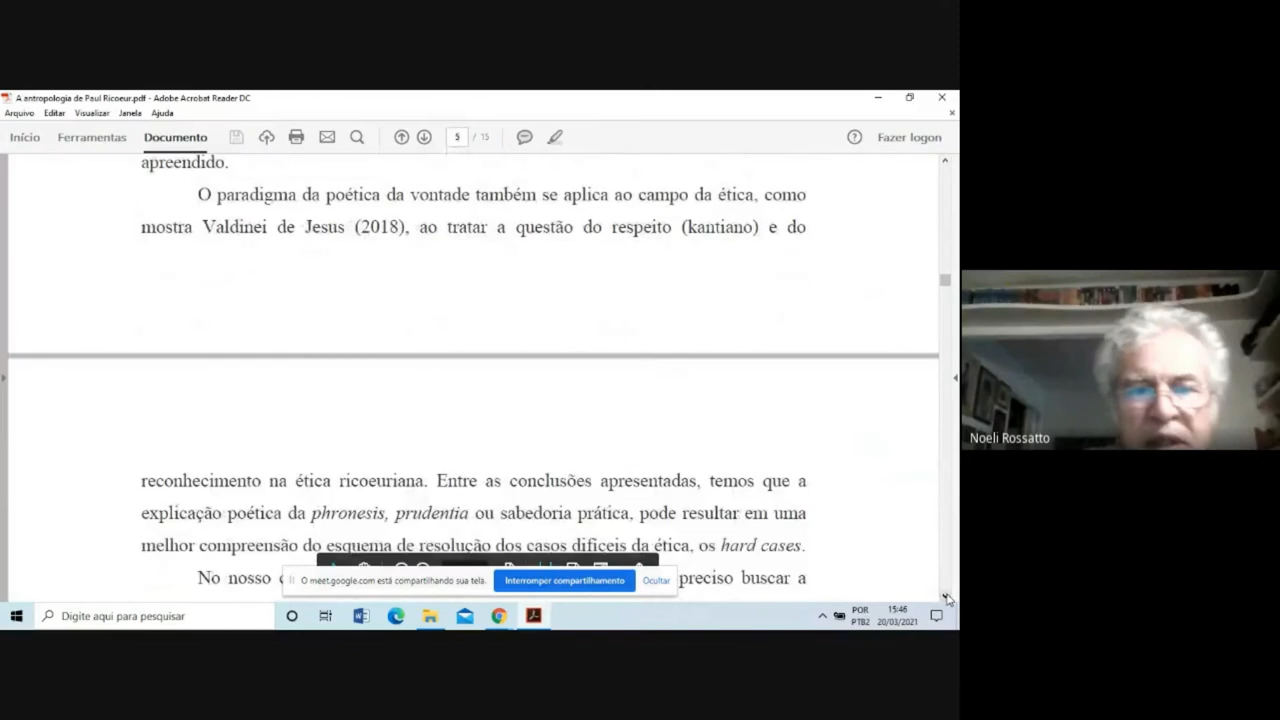 A antropologia de Paul Ricoeur.pdf - Adobe Acrobat Reader DC
Arquivo Editar Visualizar Janela Ajuda
Início Ferramentas Documento 5 / 15 Fazer logon
apreendido.
O paradigma da poética da vontade também se aplica ao campo da ética, como
mostra Valdinei de Jesus (2018), ao tratar a questão do respeito (kantiano) e do
reconhecimento na ética ricoeuriana. Entre as conclusões apresentadas, temos que a
explicação poética da phronesis, prudentia ou sabedoria prática, pode resultar em uma
melhor compreensão do esquema de resolução dos casos difíceis da ética, os hard cases.
No nosso preciso buscar a
O meet.google.com está compartilhando sua tela. Interromper compartilhamento Ocultar
Digite aqui para pesquisar
POR 15:46
PTB2 20/03/2021
Noeli Rossatto